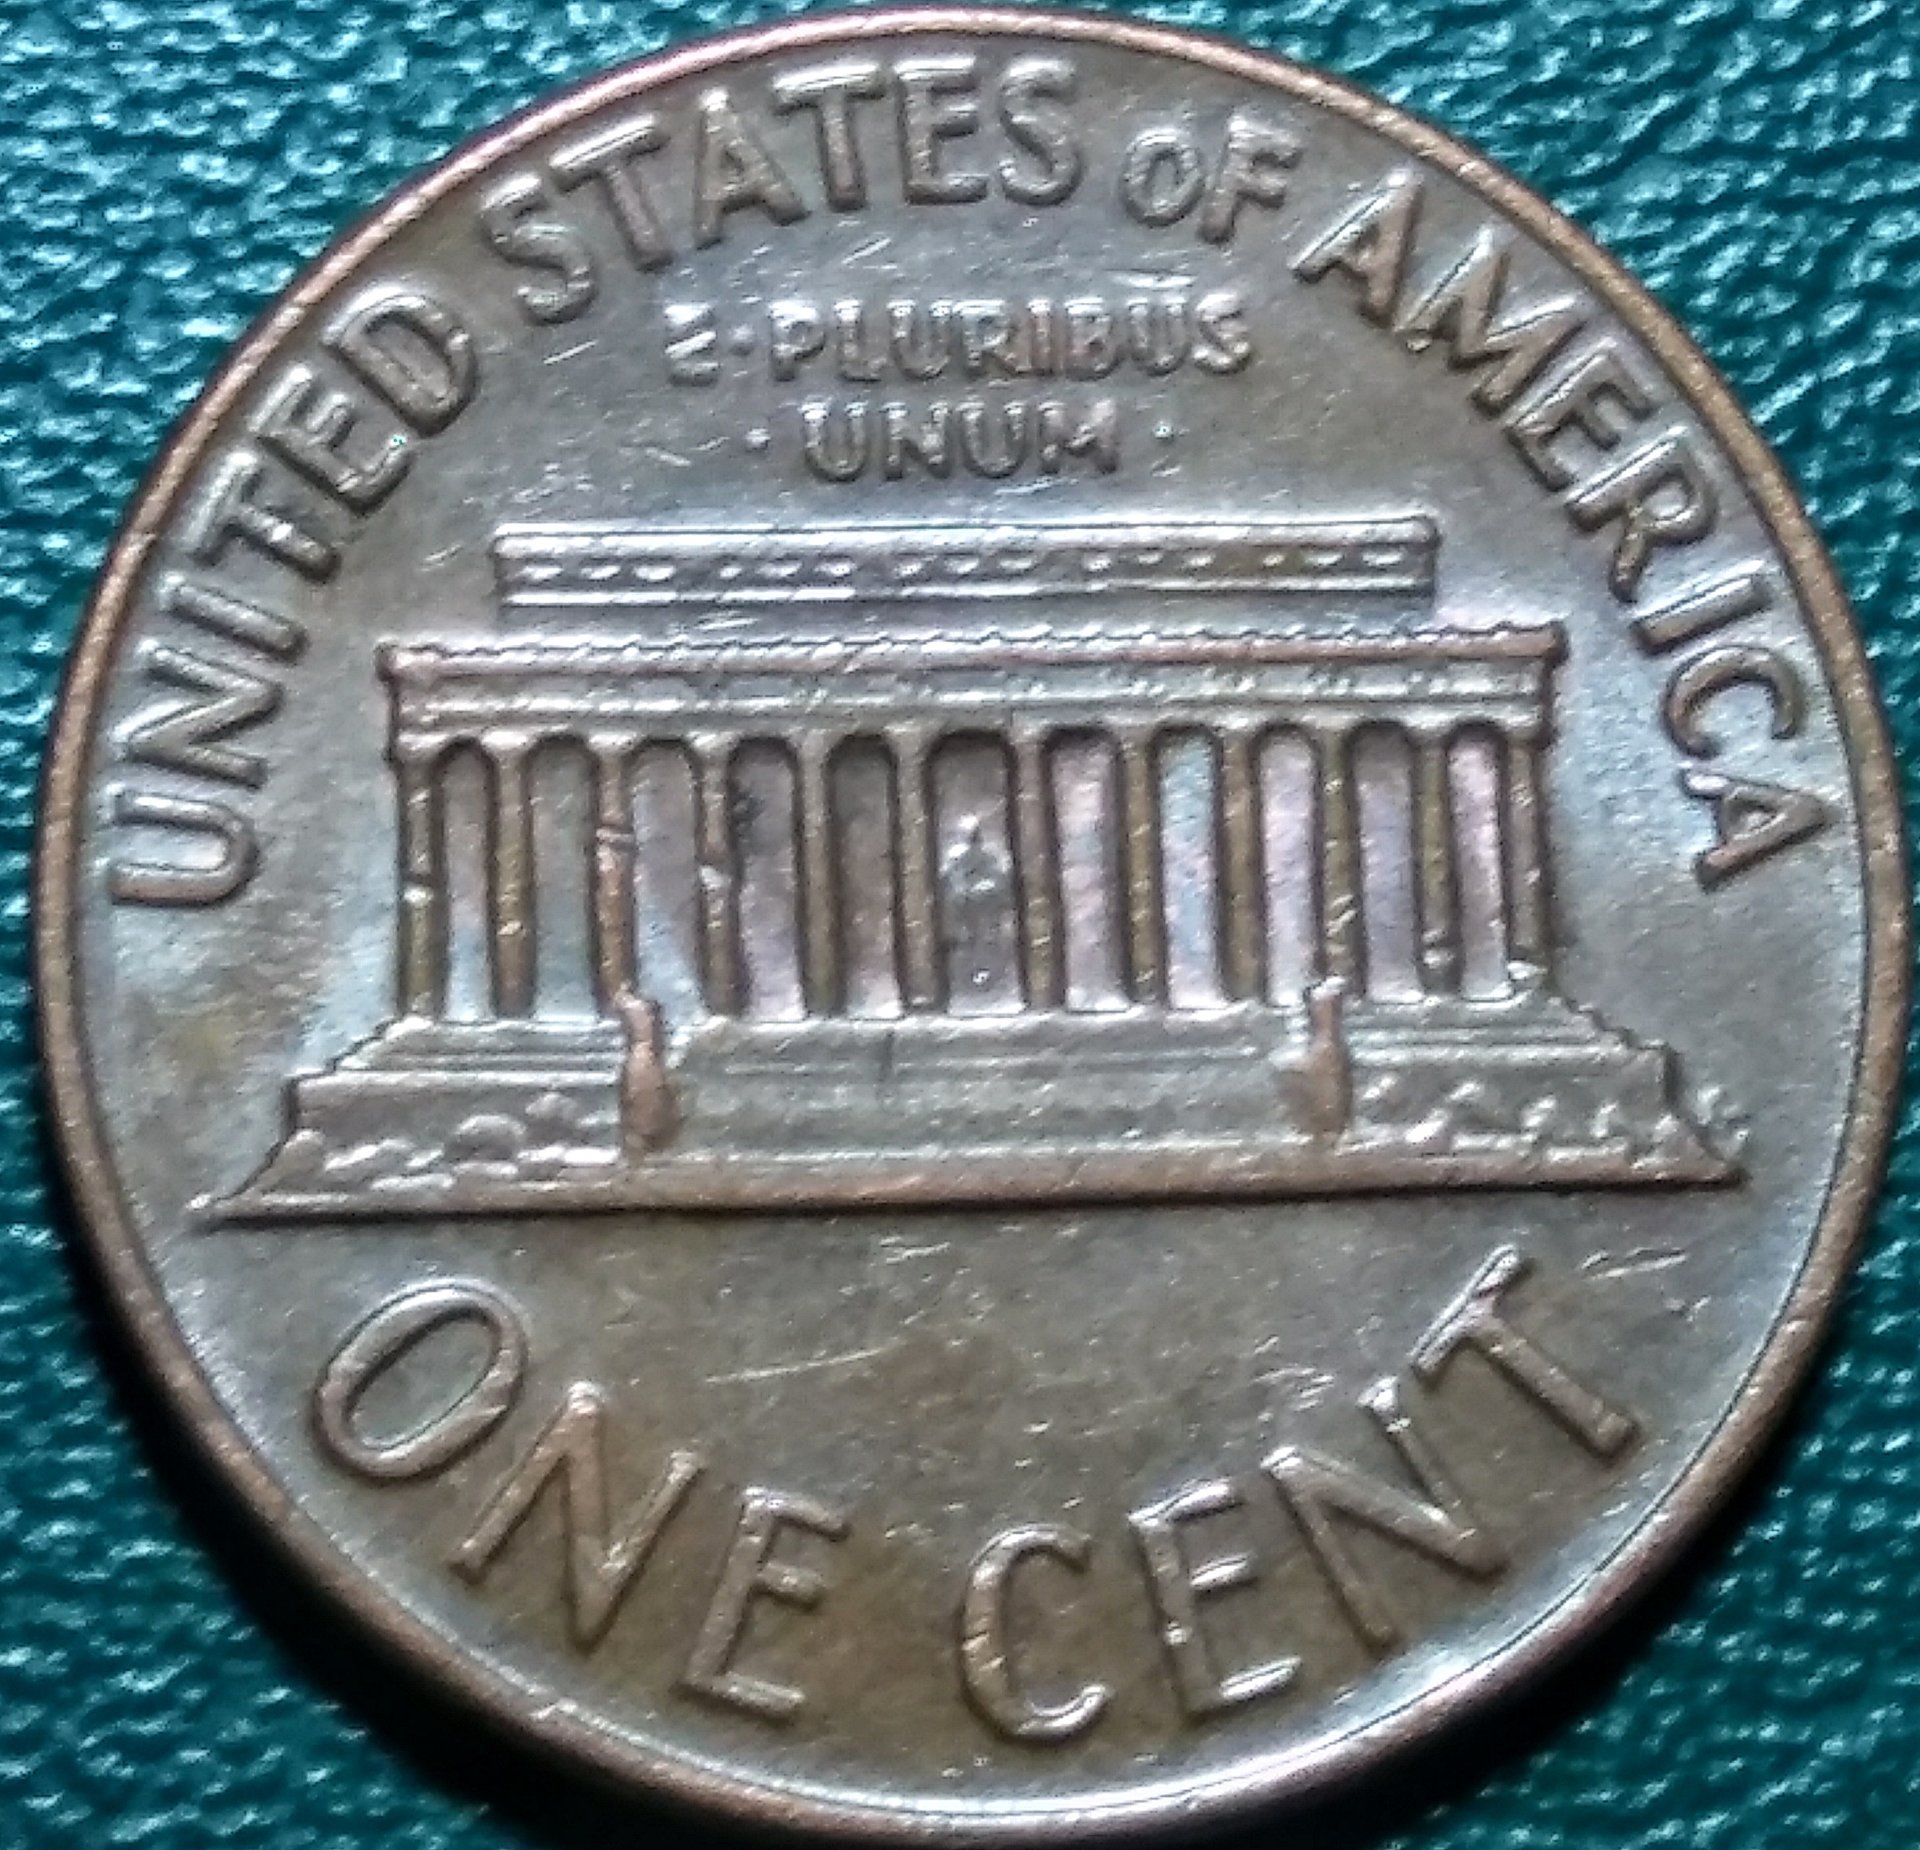 UNITED STATES OF AMERICA
E·PLURIBUS
·UNUM·
ONE CENT